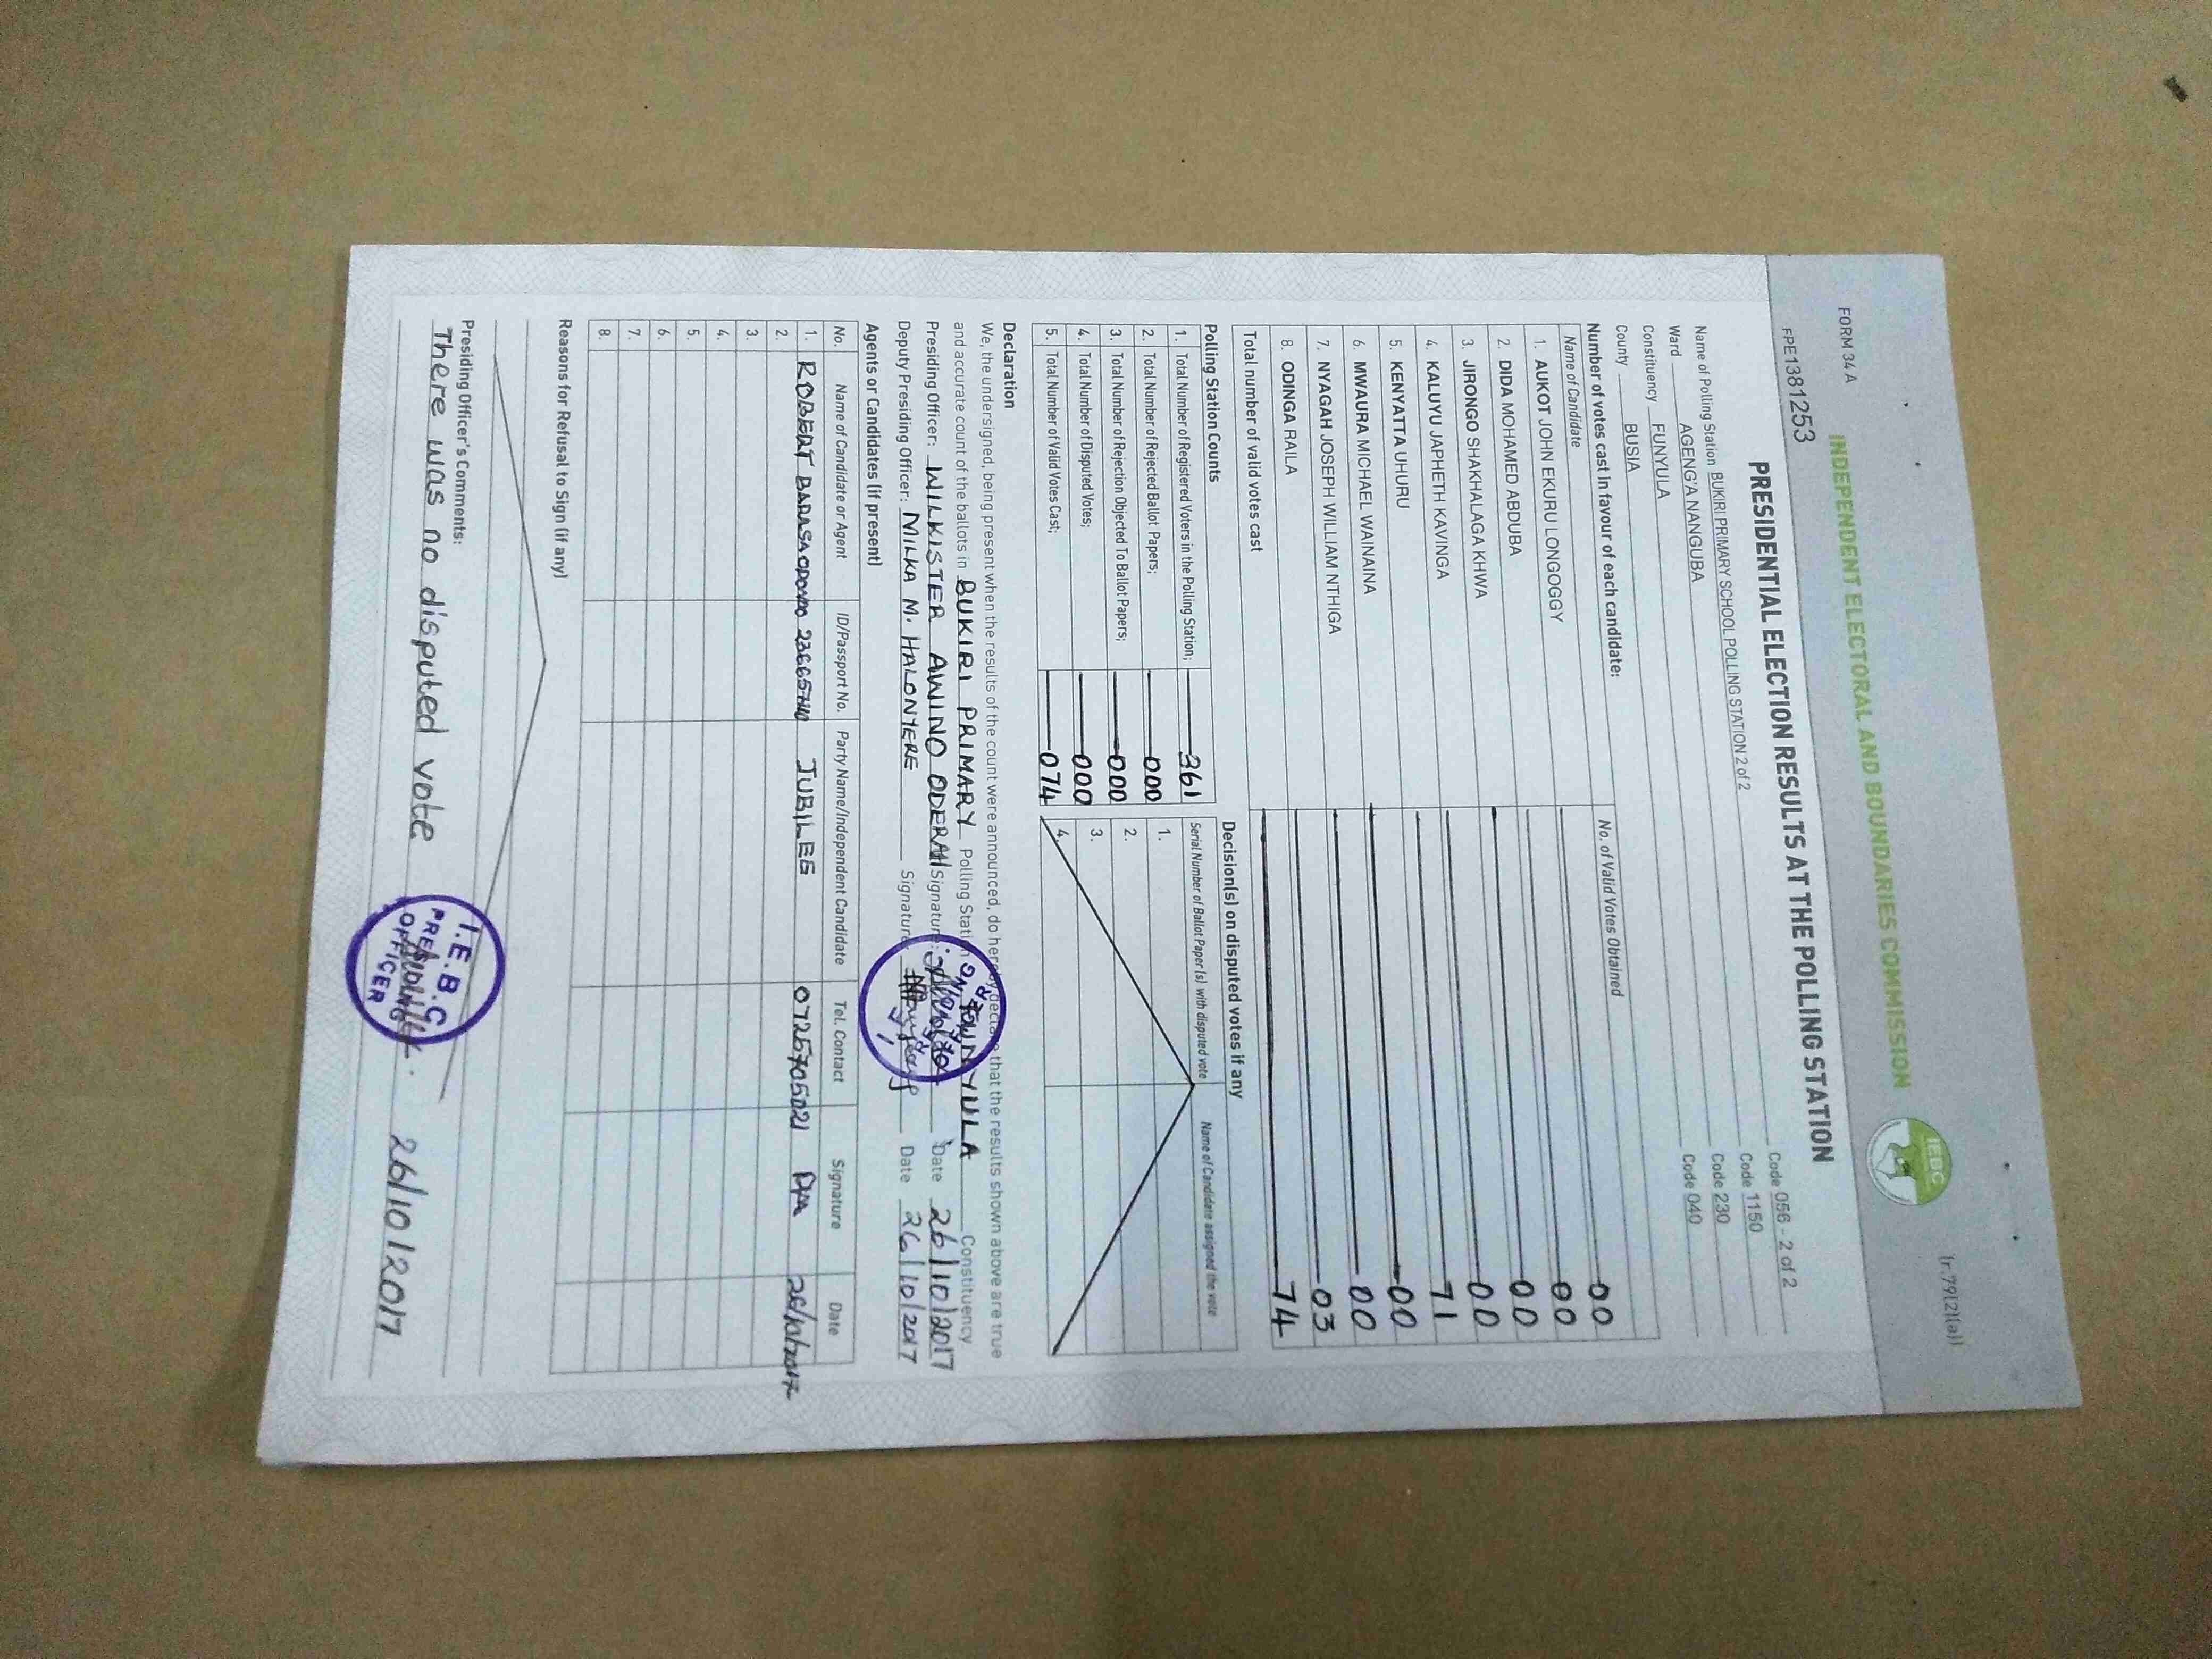 FORM 34 A
(r.79(2)(a))
INDEPENDENT ELECTORAL AND BOUNDARIES COMMISSION
IEBC
FPE1381253
PRESIDENTIAL ELECTION RESULTS AT THE POLLING STATION
Name of Polling Station BUKIRI PRIMARY SCHOOL POLLING STATION 2 of 2 Code 056 - 2 of 2
Ward AGENG'A NANGUBA Code 1150
Constituency FUNYULA Code 230
County BUSIA Code 040
Number of votes cast in favour of each candidate:
Name of Candidate No. of Valid Votes Obtained
1. AUKOT JOHN EKURU LONGOGGY 00
2. DIDA MOHAMED ABDUBA 00
3. JIRONGO SHAKHALAGA KHWA 00
4. KALUYU JAPHETH KAVINGA 00
5. KENYATTA UHURU 71
6. MWAURA MICHAEL WAINAINA 00
7. NYAGAH JOSEPH WILLIAM NTHIGA 00
8. ODINGA RAILA 03
Total number of valid votes cast 74
Polling Station Counts
1. Total Number of Registered Voters in the Polling Station; 361
2. Total Number of Rejected Ballot Papers; 000
3. Total Number of Rejection Objected To Ballot Papers; 000
4. Total Number of Disputed Votes; 000
5. Total Number of Valid Votes Cast; 074
Decision(s) on disputed votes if any
Serial Number of Ballot Paper (s) with disputed vote Name of Candidate assigned the vote
1.
2.
3.
4.
Declaration
We, the undersigned, being present when the results of the count were announced, do hereby declare that the results shown above are true
and accurate count of the ballots in BUKIRI PRIMARY Polling Station FUNYULA Constituency
Presiding Officer: WILKISTER AWINO ODERAH Signature: Date 26/10/2017
Deputy Presiding Officer: MILKA M. HALONYERE Signature Date 26/10/2017
Agents or Candidates (if present)
No. Name of Candidate or Agent ID/Passport No. Party Name/Independent Candidate Tel. Contact Signature Date
1. ROBERT BARASA JUBILEE 0725705021 26/10/2017
2.
3.
4.
5.
6.
7.
8.
Reasons for Refusal to Sign (if any)
Presiding Officer's Comments:
There was no disputed vote
I.E.B.C
PRESIDING
OFFICER
26/10/2017